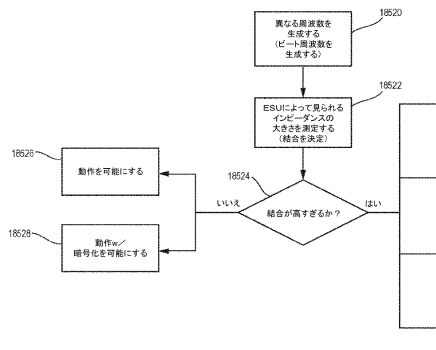 18520
異なる周波数を
生成する
(ビート周波数を
生成する)
18522
ESUによって見られる
インピーダンスの
大きさを測定する
(結合を決定)
18524
結合が高すぎるか?
いいえ
はい
18526
動作を可能にする
18528
動作w/
暗号化を可能にする